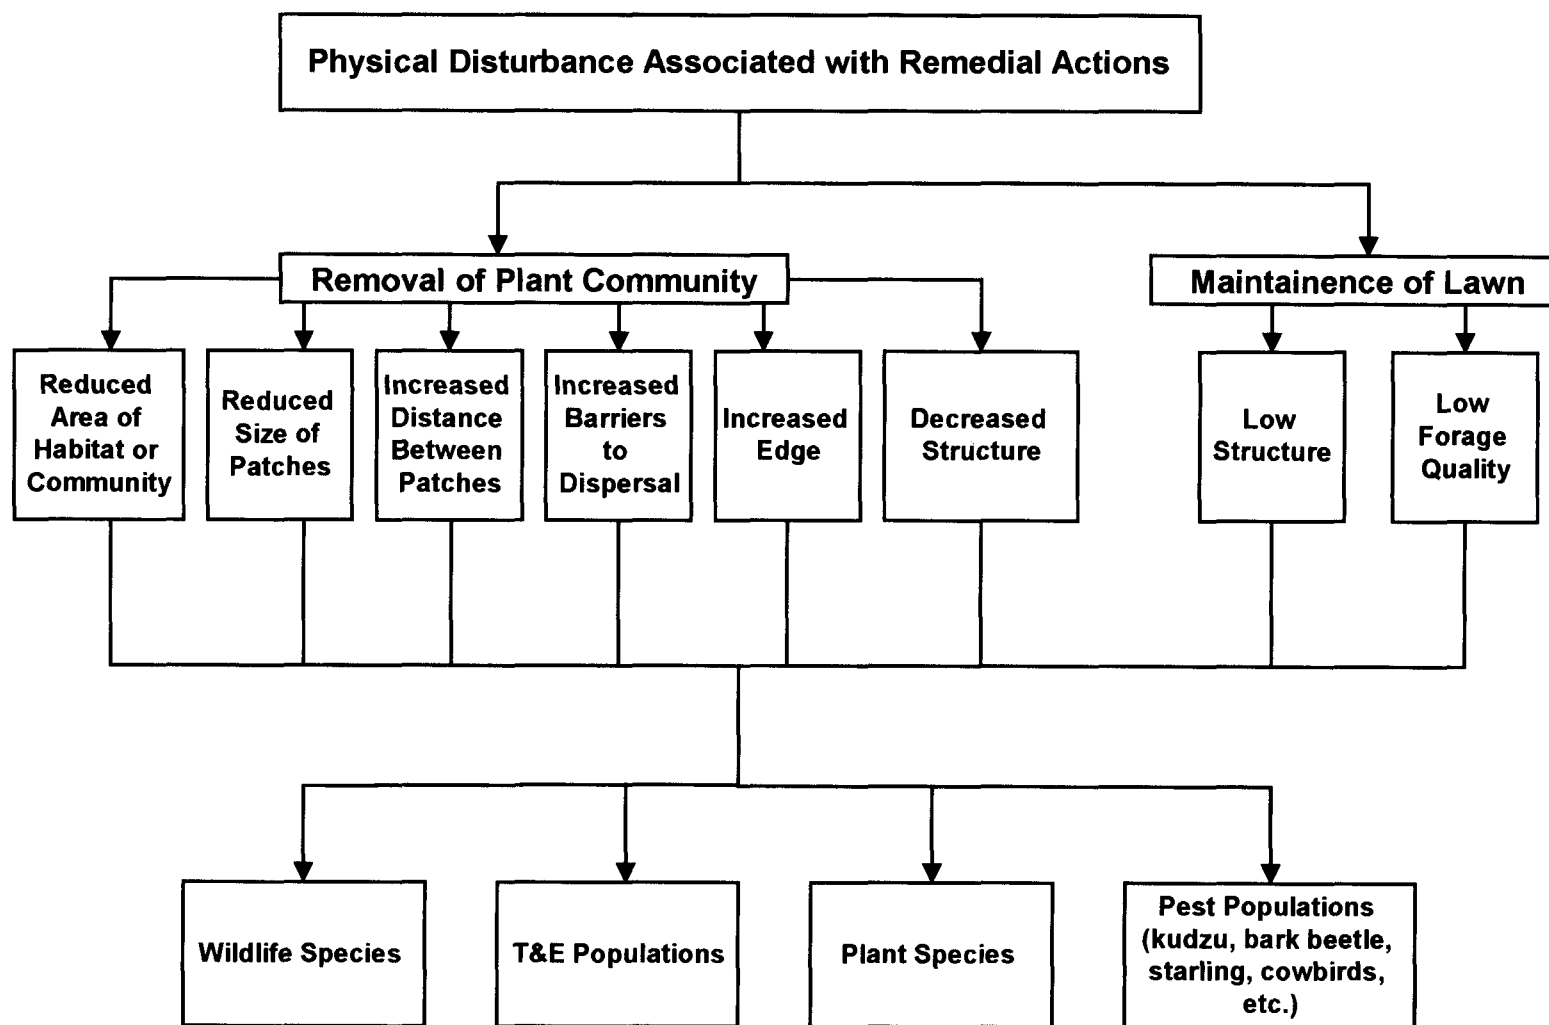 Physical Disturbance Associated with Remedial Actions
Removal of Plant Community
Maintainence of Lawn
Reduced
Area of
Habitat or
Community
Reduced
Size of
Patches
Increased
Distance
Between
Patches
Increased
Barriers
to
Dispersal
Increased
Edge
Decreased
Structure
Low
Structure
Low
Forage
Quality
Wildlife Species
T&E Populations
Plant Species
Pest Populations
(kudzu, bark beetle,
starling, cowbirds,
etc.)